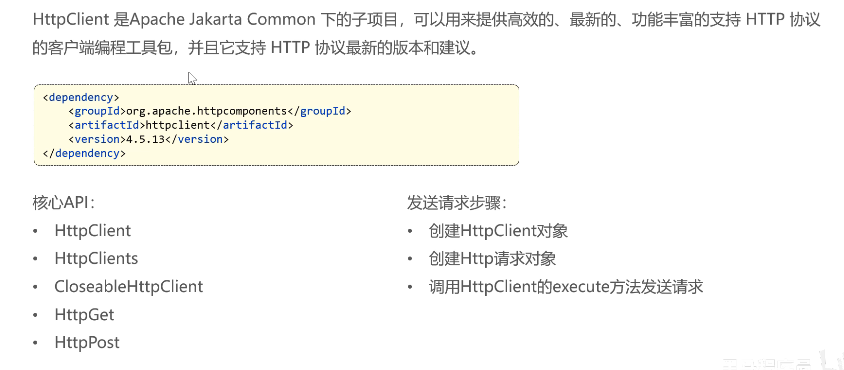 HttpClient 是Apache Jakarta Common 下的子项目，可以用来提供高效的、最新的、功能丰富的支持 HTTP 协议
的客户端编程工具包，并且它支持 HTTP 协议最新的版本和建议。
<dependency>
    <groupId>org.apache.httpcomponents</groupId>
    <artifactId>httpclient</artifactId>
    <version>4.5.13</version>
</dependency>
核心API：
• HttpClient
• HttpClients
• CloseableHttpClient
• HttpGet
• HttpPost
发送请求步骤：
• 创建HttpClient对象
• 创建Http请求对象
• 调用HttpClient的execute方法发送请求